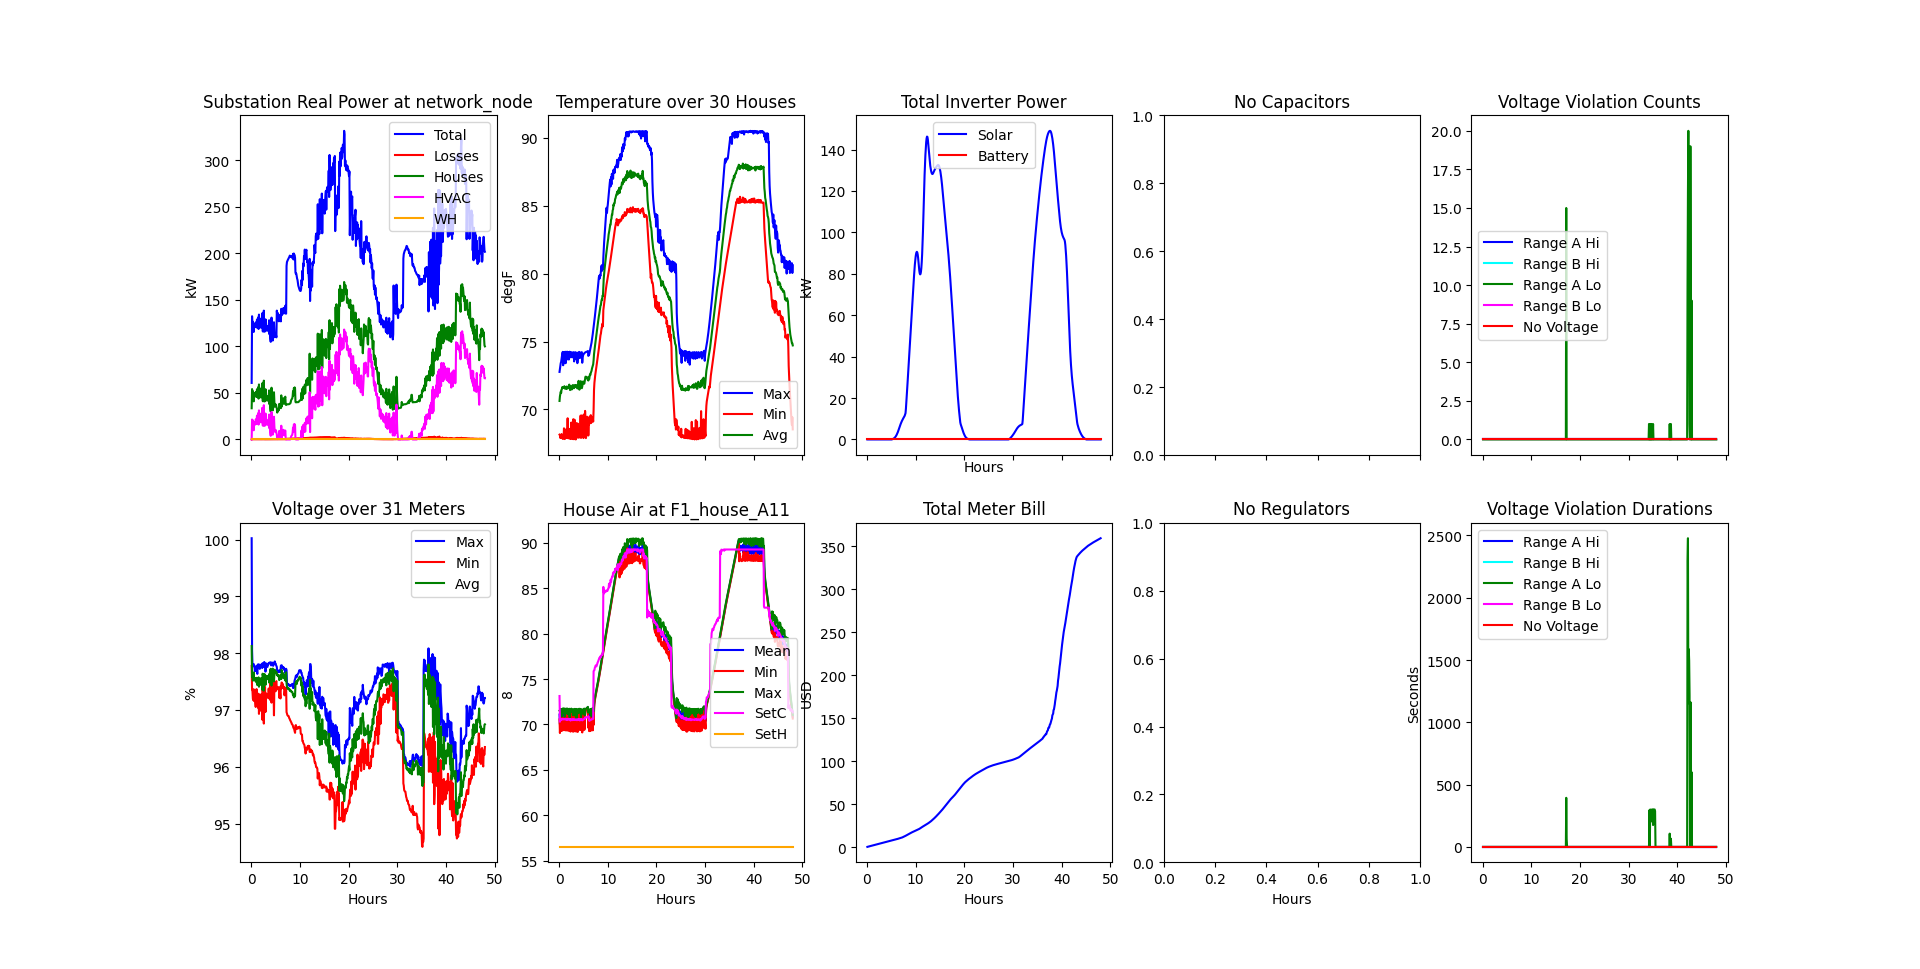 Substation Real Power at network_node
kW
300
250
200
150
100
50
0
Total
Losses
Houses
HVAC
WH
Temperature over 30 Houses
degF
90
85
80
75
70
Max
Min
Avg
Total Inverter Power
kW
140
120
100
80
60
40
20
0
Solar
Battery
Hours
No Capacitors
1.0
0.8
0.6
0.4
0.2
0.0
Voltage Violation Counts
20.0
17.5
15.0
12.5
10.0
7.5
5.0
2.5
0.0
Range A Hi
Range B Hi
Range A Lo
Range B Lo
No Voltage
Voltage over 31 Meters
%
100
99
98
97
96
95
Max
Min
Avg
0 10 20 30 40 50
Hours
House Air at F1_house_A11
8
90
85
80
75
70
65
60
55
Mean
Min
Max
SetC
SetH
0 10 20 30 40 50
Hours
Total Meter Bill
USD
350
300
250
200
150
100
50
0
0 10 20 30 40 50
Hours
No Regulators
1.0
0.8
0.6
0.4
0.2
0.0
0.0 0.2 0.4 0.6 0.8 1.0
Hours
Voltage Violation Durations
Seconds
2500
2000
1500
1000
500
0
Range A Hi
Range B Hi
Range A Lo
Range B Lo
No Voltage
0 10 20 30 40 50